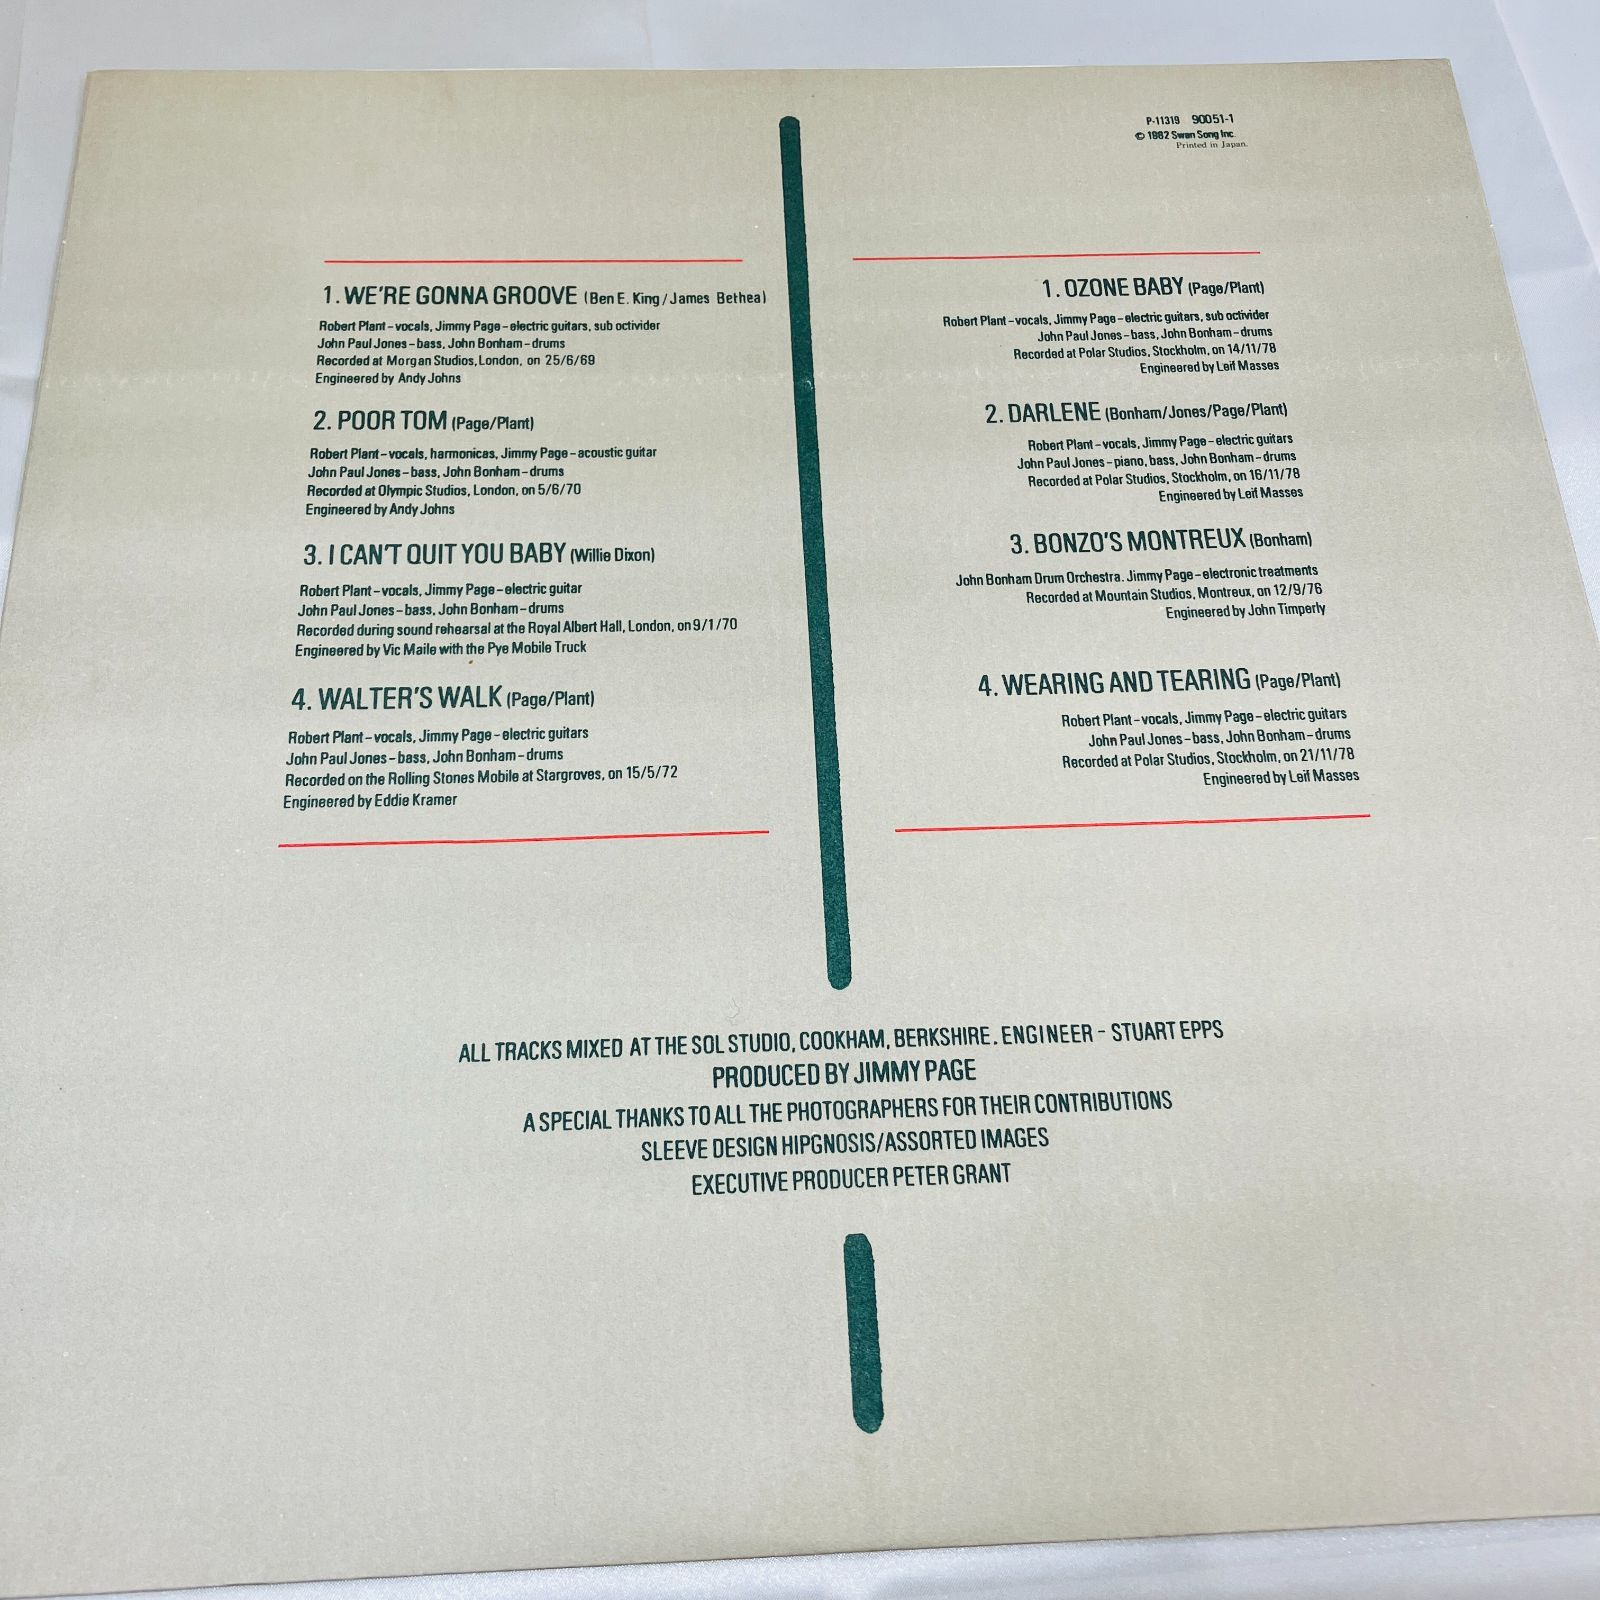 P-11319 90051-1
© 1982 Swan Song Inc.
Printed in Japan.
1. WE'RE GONNA GROOVE (Ben E. King/James Bethea)
Robert Plant-vocals, Jimmy Page-electric guitars, sub octivider
John Paul Jones-bass, John Bonham-drums
Recorded at Morgan Studios, London, on 25/6/69
Engineered by Andy Johns
2. POOR TOM (Page/Plant)
Robert Plant-vocals, harmonicas, Jimmy Page-acoustic guitar
John Paul Jones-bass, John Bonham-drums
Recorded at Olympic Studios, London, on 5/6/70
Engineered by Andy Johns
3. I CAN'T QUIT YOU BABY (Willie Dixon)
Robert Plant-vocals, Jimmy Page-electric guitar
John Paul Jones-bass, John Bonham-drums
Recorded during sound rehearsal at the Royal Albert Hall, London, on 9/1/70
Engineered by Vic Maile with the Pye Mobile Truck
4. WALTER'S WALK (Page/Plant)
Robert Plant-vocals, Jimmy Page-electric guitars
John Paul Jones-bass, John Bonham-drums
Recorded on the Rolling Stones Mobile at Stargroves, on 15/5/72
Engineered by Eddie Kramer
1. OZONE BABY (Page/Plant)
Robert Plant-vocals, Jimmy Page-electric guitars, sub octivider
John Paul Jones-bass, John Bonham-drums
Recorded at Polar Studios, Stockholm, on 14/11/78
Engineered by Leif Masses
2. DARLENE (Bonham/Jones/Page/Plant)
Robert Plant-vocals, Jimmy Page-electric guitars
John Paul Jones-piano, bass, John Bonham-drums
Recorded at Polar Studios, Stockholm, on 16/11/78
Engineered by Leif Masses
3. BONZO'S MONTREUX (Bonham)
John Bonham Drum Orchestra. Jimmy Page-electronic treatments
Recorded at Mountain Studios, Montreux, on 12/9/76
Engineered by John Timperly
4. WEARING AND TEARING (Page/Plant)
Robert Plant-vocals, Jimmy Page-electric guitars
John Paul Jones-bass, John Bonham-drums
Recorded at Polar Studios, Stockholm, on 21/11/78
Engineered by Leif Masses
ALL TRACKS MIXED AT THE SOL STUDIO, COOKHAM, BERKSHIRE. ENGINEER - STUART EPPS
PRODUCED BY JIMMY PAGE
A SPECIAL THANKS TO ALL THE PHOTOGRAPHERS FOR THEIR CONTRIBUTIONS
SLEEVE DESIGN HIPGNOSIS/ASSORTED IMAGES
EXECUTIVE PRODUCER PETER GRANT